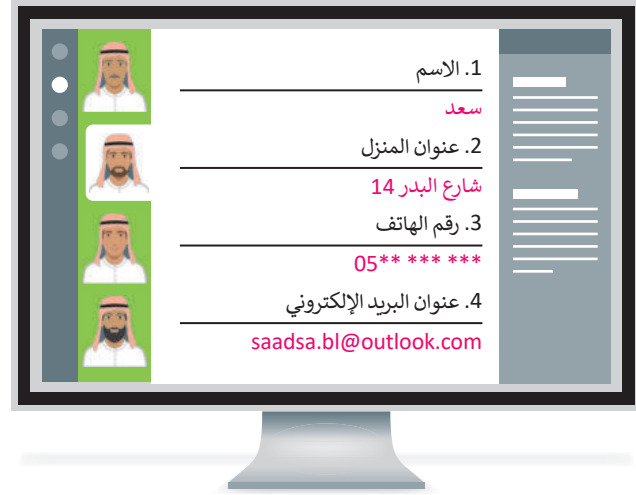 1. الاسم
سعد
2. عنوان المنزل
شارع البدر 14
3. رقم الهاتف
05** *** ***
4. عنوان البريد الإلكتروني
saadsa.bl@outlook.com